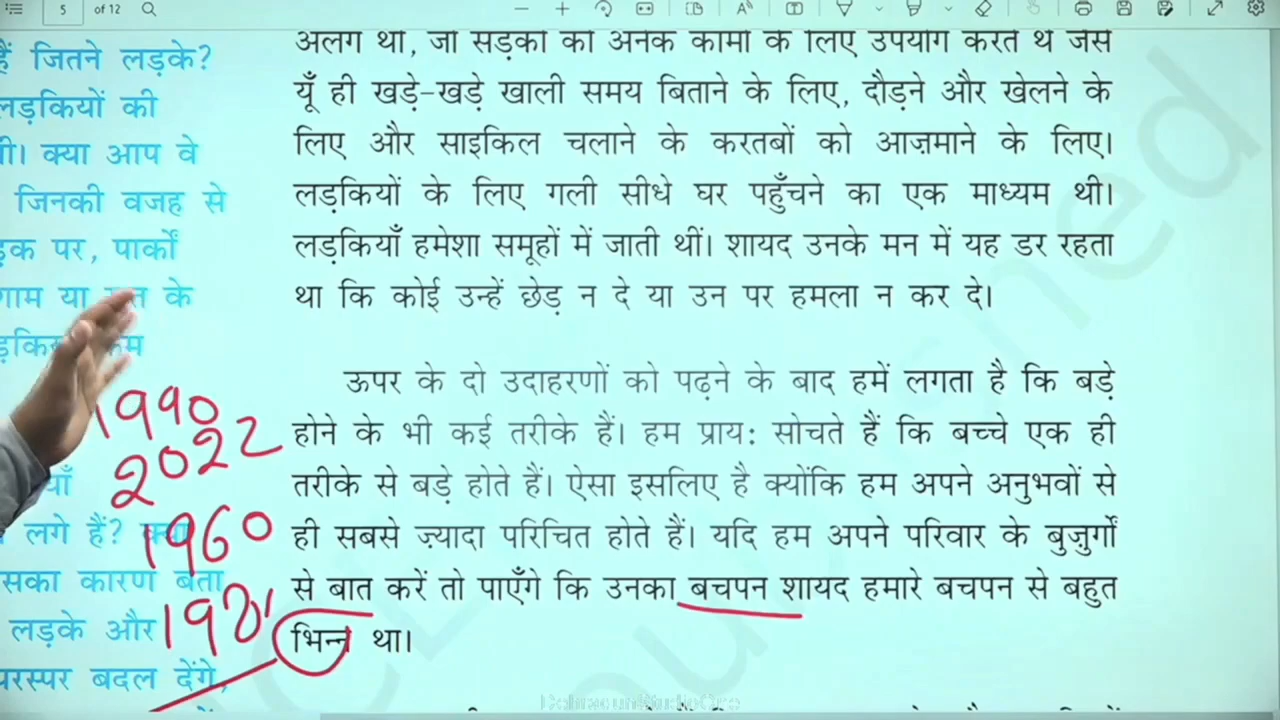 5 of 12
अलग था, जो सड़कों का अनेक कामों के लिए उपयोग करते थे जैसे
यूँ ही खड़े-खड़े खाली समय बिताने के लिए, दौड़ने और खेलने के
लिए और साइकिल चलाने के करतबों को आज़माने के लिए।
लड़कियों के लिए गली सीधे घर पहुँचने का एक माध्यम थी।
लड़कियाँ हमेशा समूहों में जाती थीं। शायद उनके मन में यह डर रहता
था कि कोई उन्हें छेड़ न दे या उन पर हमला न कर दे।
ऊपर के दो उदाहरणों को पढ़ने के बाद हमें लगता है कि बड़े
होने के भी कई तरीके हैं। हम प्राय: सोचते हैं कि बच्चे एक ही
तरीके से बड़े होते हैं। ऐसा इसलिए है क्योंकि हम अपने अनुभवों से
ही सबसे ज़्यादा परिचित होते हैं। यदि हम अपने परिवार के बुज़ुर्गों
से बात करें तो पाएँगे कि उनका बचपन शायद हमारे बचपन से बहुत
भिन्न था।
हैं जितने लड़के?
लड़कियों की
क्या आप वे
जिनकी वजह से
पर, पार्कों
या के
1990
2022
लगे हैं?
1960
कारण बता
लड़के और
परस्पर बदल देंगे,